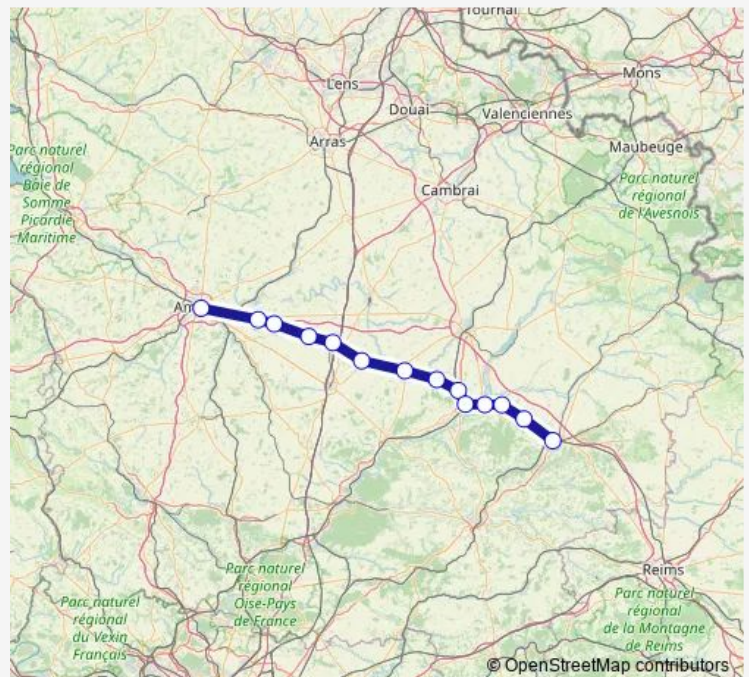 Tournai
Mons
Lens
Douai
Valenciennes
Arras
Maubeuge
Parc naturel
régional
Baie de
Somme
Picardie
Maritime
Parc naturel
régional
de l'Avesnois
Cambrai
Am
Reims
Parc naturel
régional
Oise-Pays
de France
Parc naturel
régional
du Vexin
Français
Parc naturel
régional
de la Montagne
de Reims
© OpenStreetMap contributors